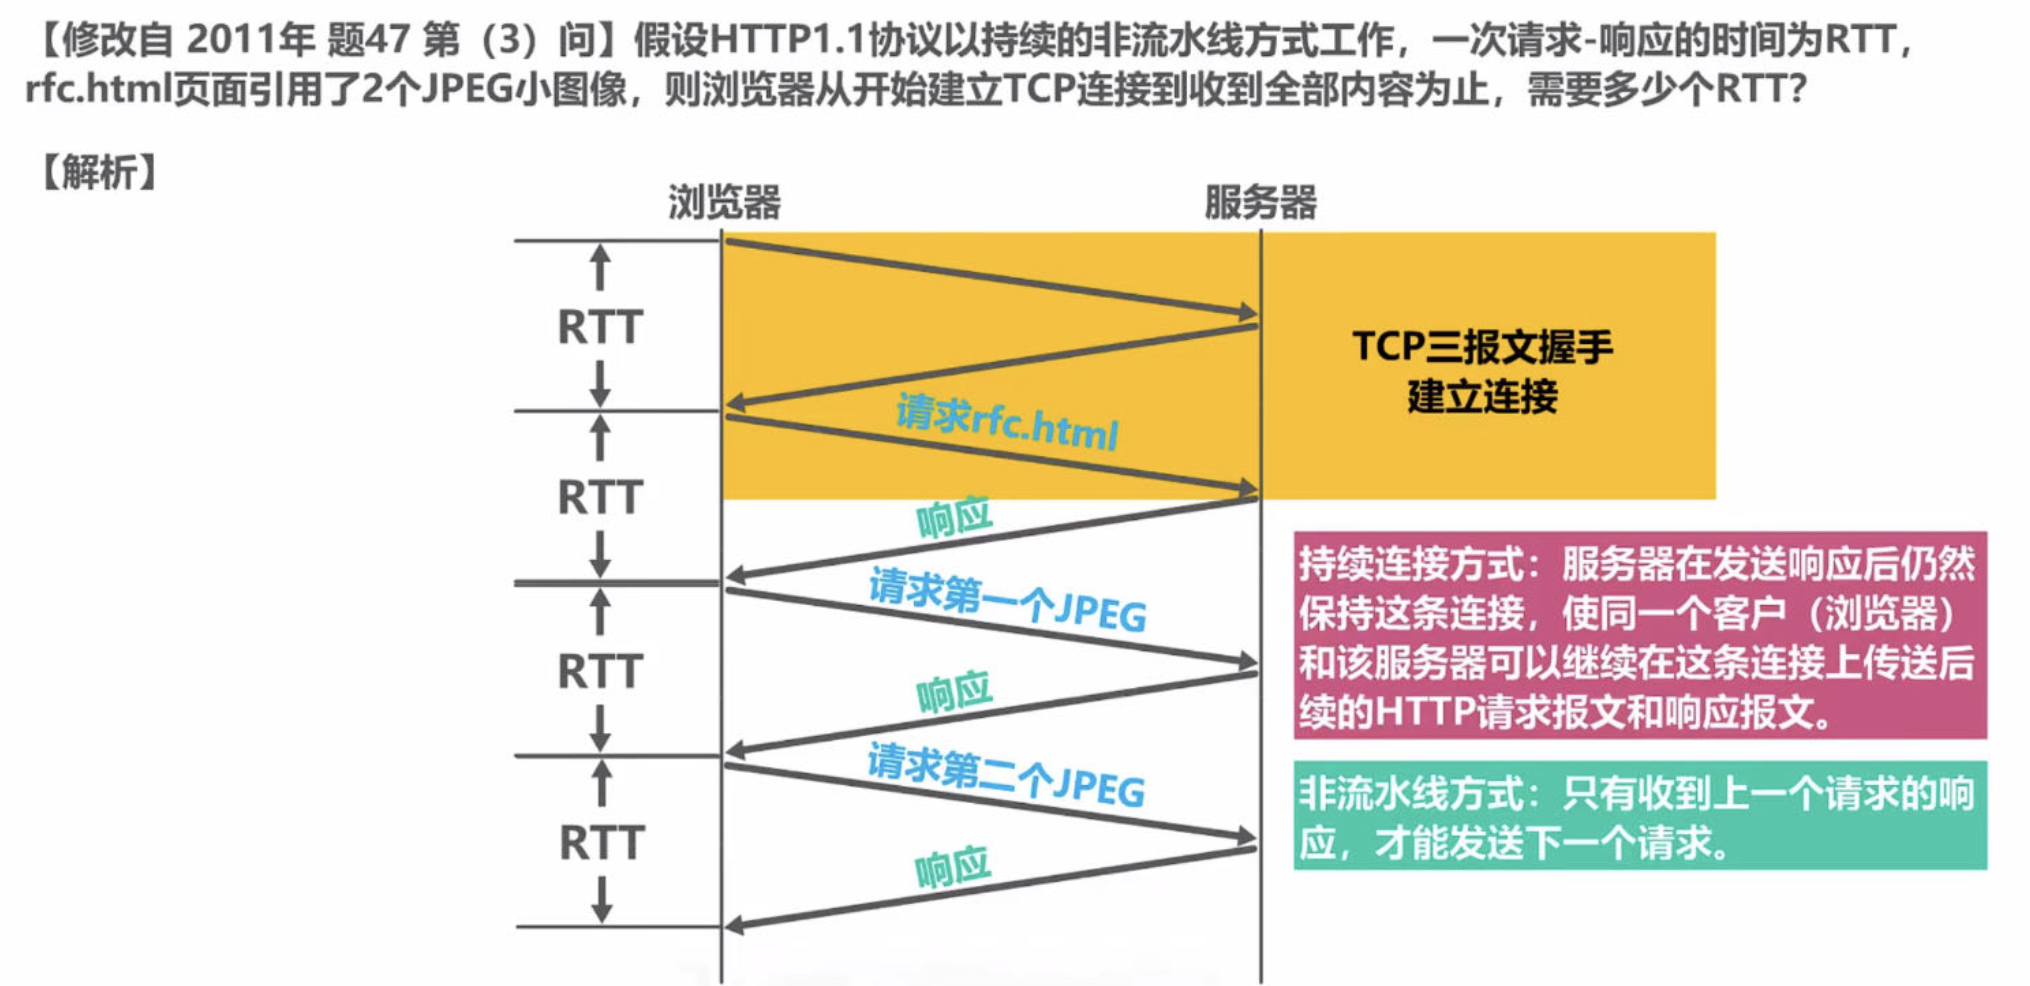 【修改自 2011年 题47 第（3）问】假设HTTP1.1协议以持续的非流水线方式工作，一次请求-响应的时间为RTT，
rfc.html页面引用了2个JPEG小图像，则浏览器从开始建立TCP连接到收到全部内容为止，需要多少个RTT？
【解析】
浏览器
服务器
RTT
TCP三报文握手
建立连接
请求rfc.html
RTT
响应
持续连接方式：服务器在发送响应后仍然
保持这条连接，使同一个客户（浏览器）
和该服务器可以继续在这条连接上传送后
续的HTTP请求报文和响应报文。
请求第一个JPEG
RTT
响应
请求第二个JPEG
非流水线方式：只有收到上一个请求的响
应，才能发送下一个请求。
RTT
响应